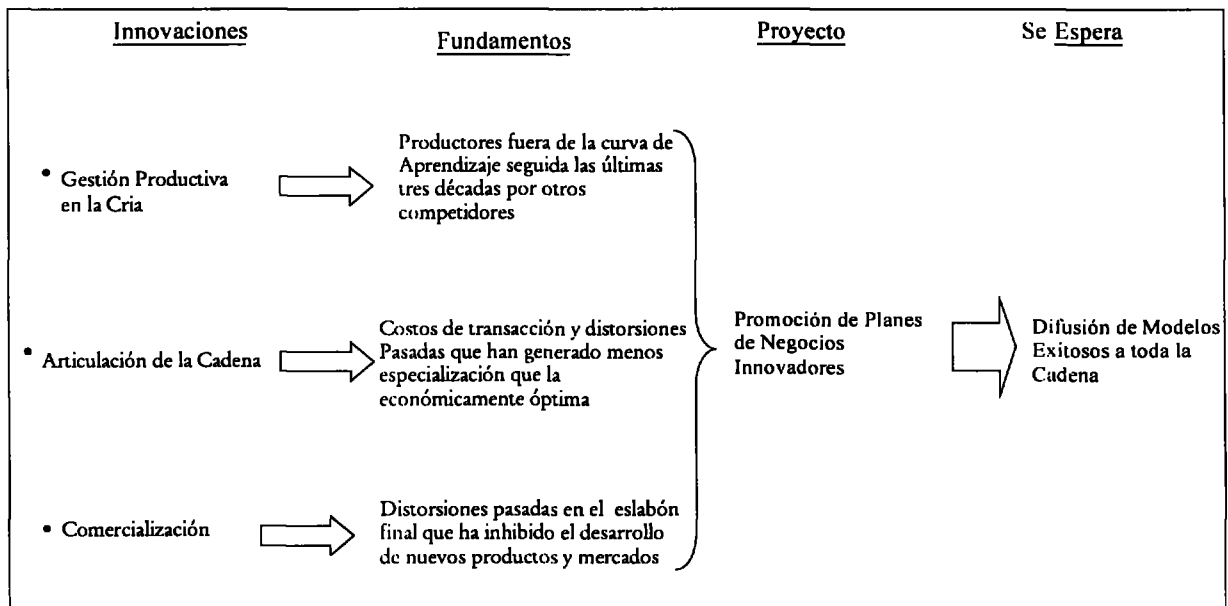 Innovaciones
Fundamentos
Proyecto
Se Espera
• Gestión Productiva
en la Cria
Productores fuera de la curva de
Aprendizaje seguida las últimas
tres décadas por otros
competidores
• Articulación de la Cadena
Costos de transacción y distorsiones
Pasadas que han generado menos
especialización que la
económicamente óptima
• Comercialización
Distorsiones pasadas en el eslabón
final que ha inhibido el desarrollo
de nuevos productos y mercados
Promoción de Planes
de Negocios
Innovadores
Difusión de Modelos
Exitosos a toda la
Cadena